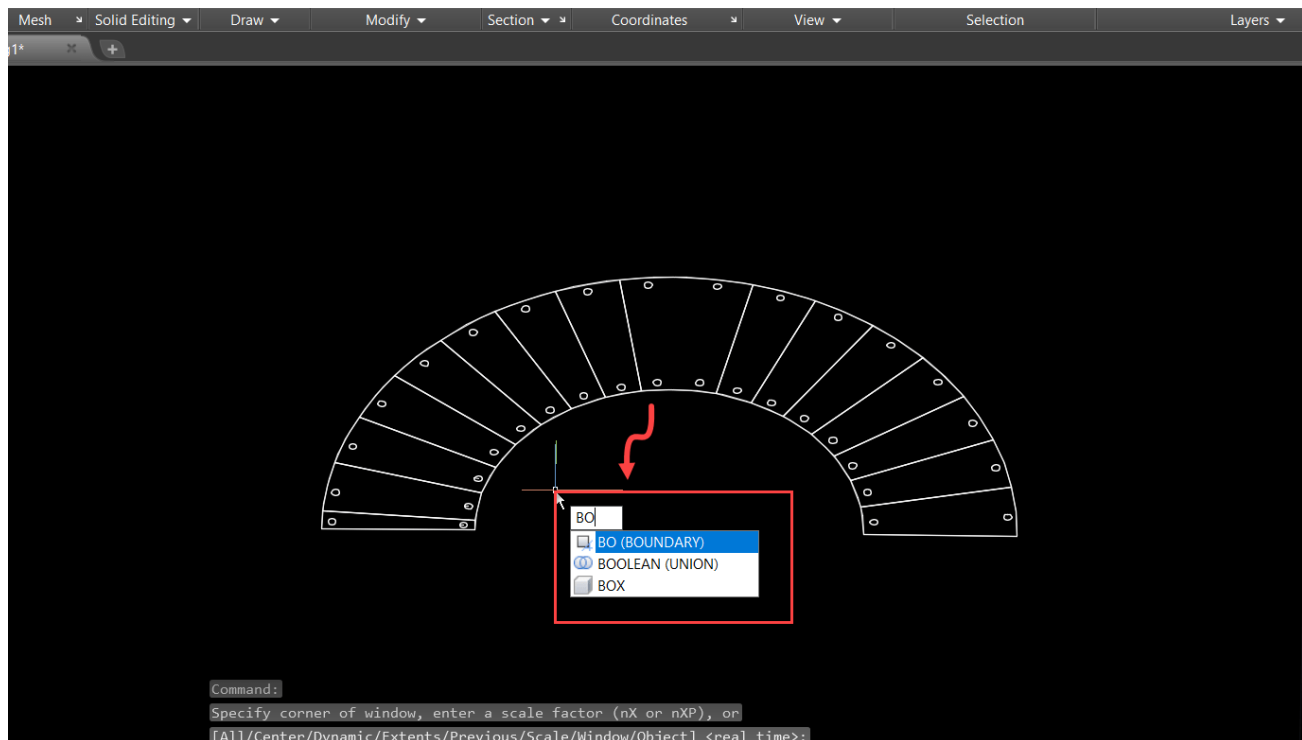 Mesh Solid Editing Draw Modify Section Coordinates View Selection Layers
g1*
BO
BO (BOUNDARY)
BOOLEAN (UNION)
BOX
Command:
Specify corner of window, enter a scale factor (nX or nXP), or
[All/Center/Dynamic/Extents/Previous/Scale/Window/Object] <real time>: